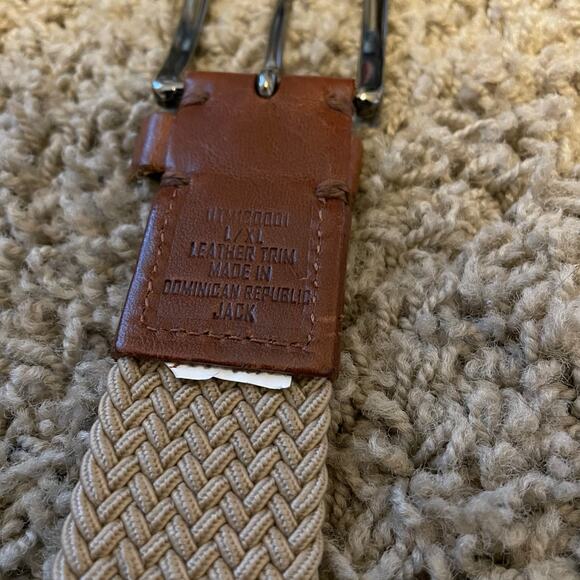 L/XL
LEATHER TRIM
MADE IN
DOMINICAN REPUBLIC
JACK